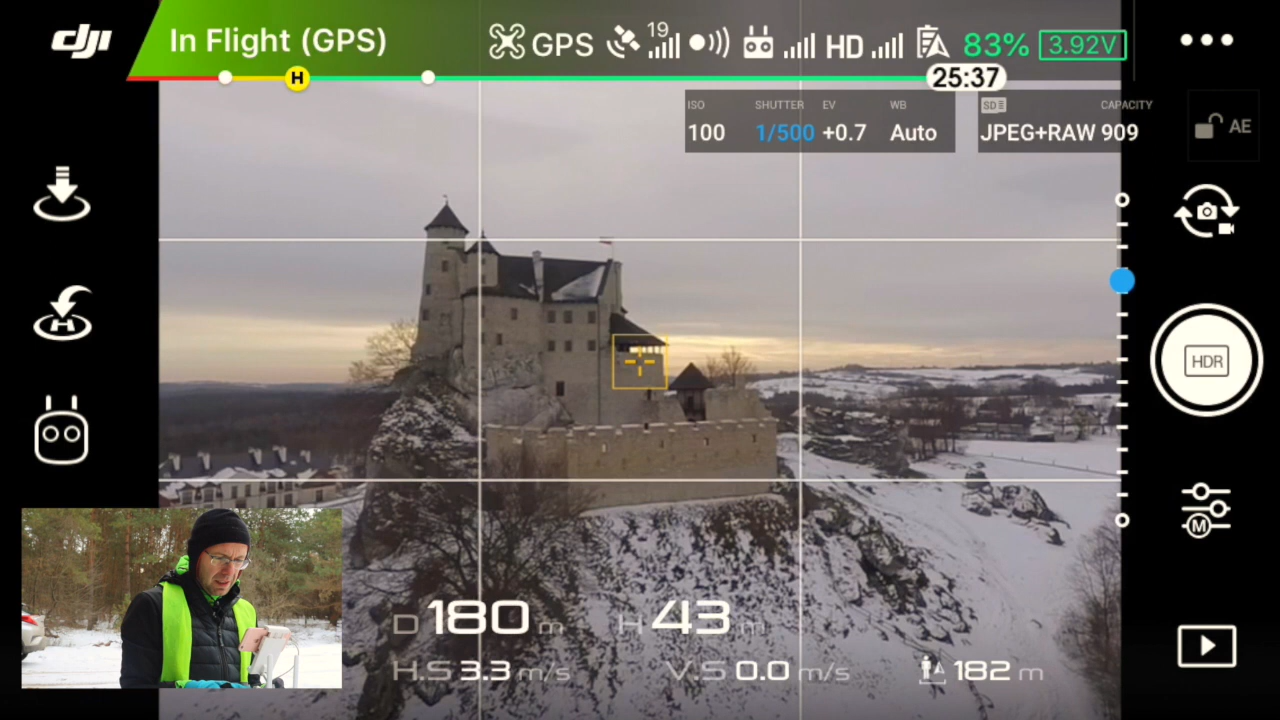 dji
In Flight (GPS)
GPS
19
HD
83%
3.92V
H
25:37
ISO SHUTTER EV WB
100 1/500 +0.7 Auto
SD CAPACITY
JPEG+RAW 909
AE
H
HDR
M
D 180 m H 43 m
H.S 3.3 m/s V.S 0.0 m/s 182 m